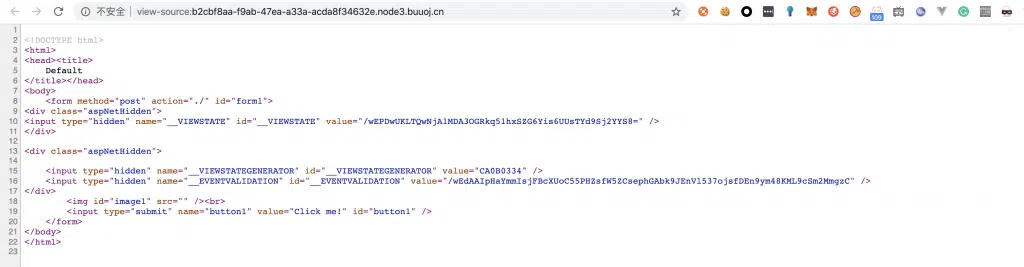 不安全 | view-source:b2cbf8aa-f9ab-47ea-a33a-acda8f34632e.node3.buuoj.cn
109
1
2 <!DOCTYPE html>
3 <html>
4 <head><title>
5 Default
6 </title></head>
7 <body>
8 <form method="post" action="./" id="form1">
9 <div class="aspNetHidden">
10 <input type="hidden" name="__VIEWSTATE" id="__VIEWSTATE" value="/wEPDwUKLTQwNjA1MDA3OGRkq51hxSZG6Yis6UUsTYd9Sj2YYS8=" />
11 </div>
12
13 <div class="aspNetHidden">
14
15 <input type="hidden" name="__VIEWSTATEGENERATOR" id="__VIEWSTATEGENERATOR" value="CA0B0334" />
16 <input type="hidden" name="__EVENTVALIDATION" id="__EVENTVALIDATION" value="/wEdAAIpHaYmmIsjFBcXUoC55PHZsfW5ZCsephGAbk9JEnVl537ojsfDEn9ym48KML9cSm2MmgzC" />
17 </div>
18 <img id="image1" src="" /><br>
19 <input type="submit" name="button1" value="Click me!" id="button1" />
20 </form>
21 </body>
22 </html>
23